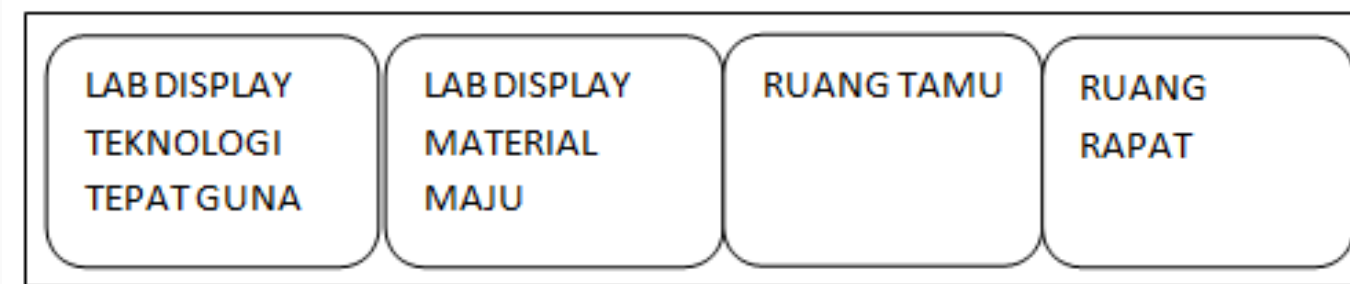 LAB DISPLAY
TEKNOLOGI
TEPAT GUNA
LAB DISPLAY
MATERIAL
MAJU
RUANG TAMU
RUANG
RAPAT